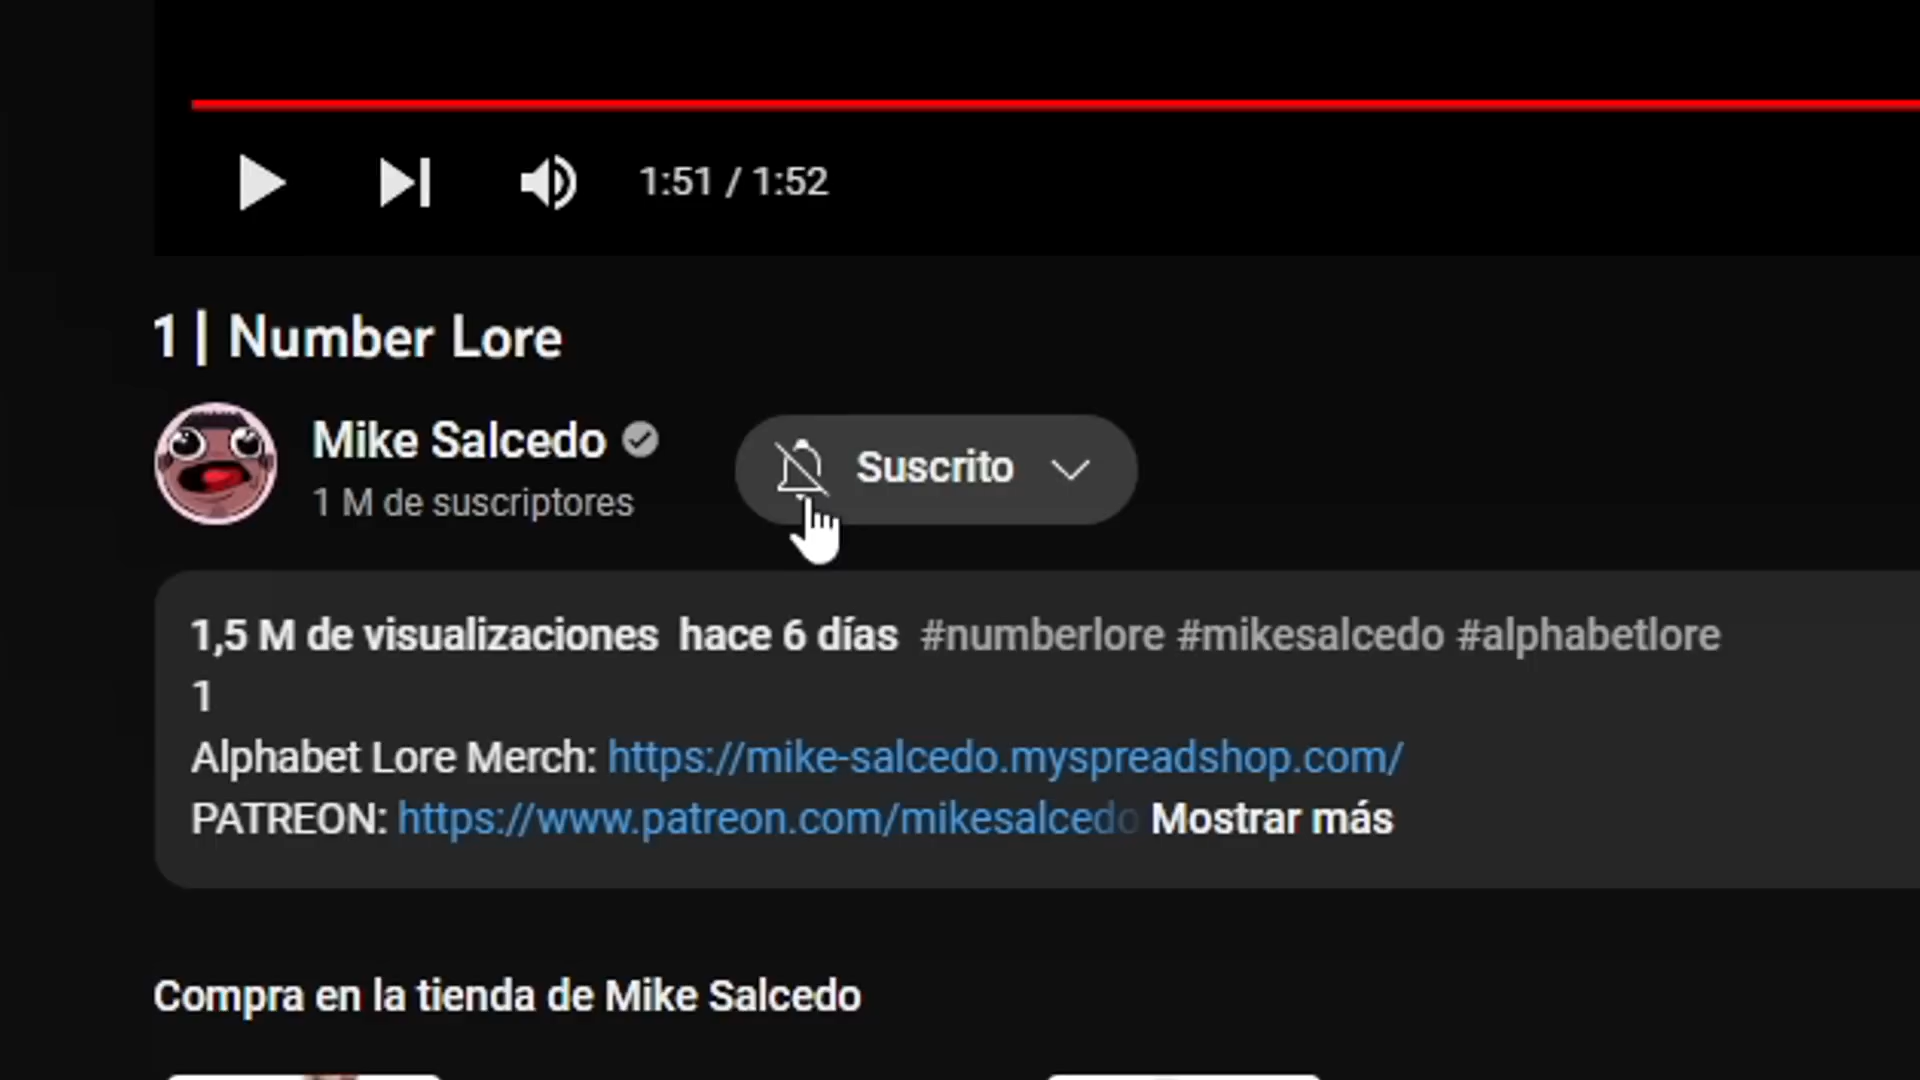 1:51 / 1:52
1 | Number Lore
Mike Salcedo
1 M de suscriptores
Suscrito
1,5 M de visualizaciones hace 6 días #numberlore #mikesalcedo #alphabetlore
1
Alphabet Lore Merch: https://mike-salcedo.myspreadshop.com/
PATREON: https://www.patreon.com/mikesalcedo Mostrar más
Compra en la tienda de Mike Salcedo